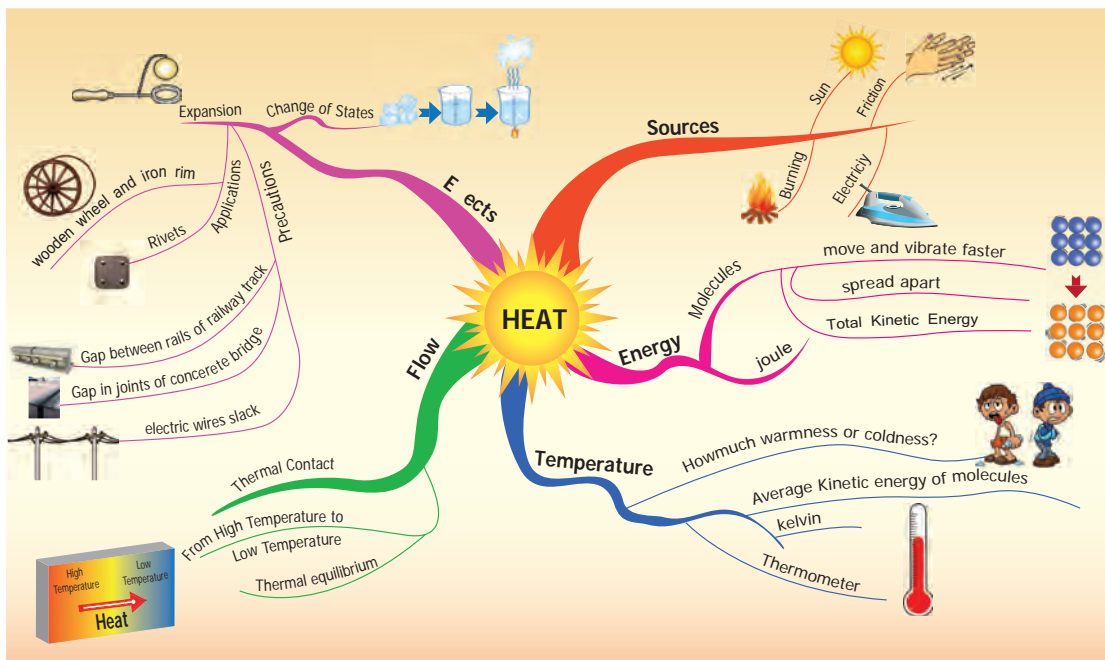 HEAT
Sources
Sun
Friction
Burning
Electriciy
Energy
Molecules
move and vibrate faster
spread apart
Total Kinetic Energy
joule
Temperature
Howmuch warmness or coldness?
Average Kinetic energy of molecules
kelvin
Thermometer
Flow
Thermal Contact
From High Temperature to
Low Temperature
Thermal equilibrium
High
Temperature
Low
Temperature
Heat
E ects
Change of States
Expansion
Applications
wooden wheel and iron rim
Rivets
Precautions
Gap between rails of railway track
Gap in joints of concrete bridge
electric wires slack